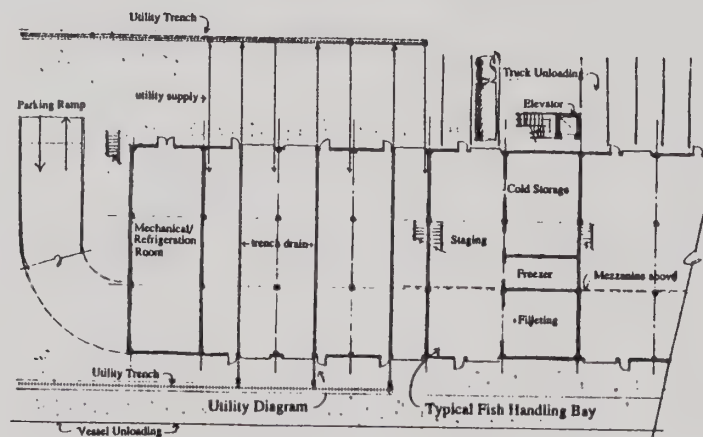 Utility Trench
Truck Unloading
utility supply
Elevator
Parking Ramp
Cold Storage
Mechanical/
Refrigeration
Room
trench drain
Staging
Freezer
Mezzanine above
Filleting
Utility Trench
Utility Diagram
Typical Fish Handling Bay
Vessel Unloading